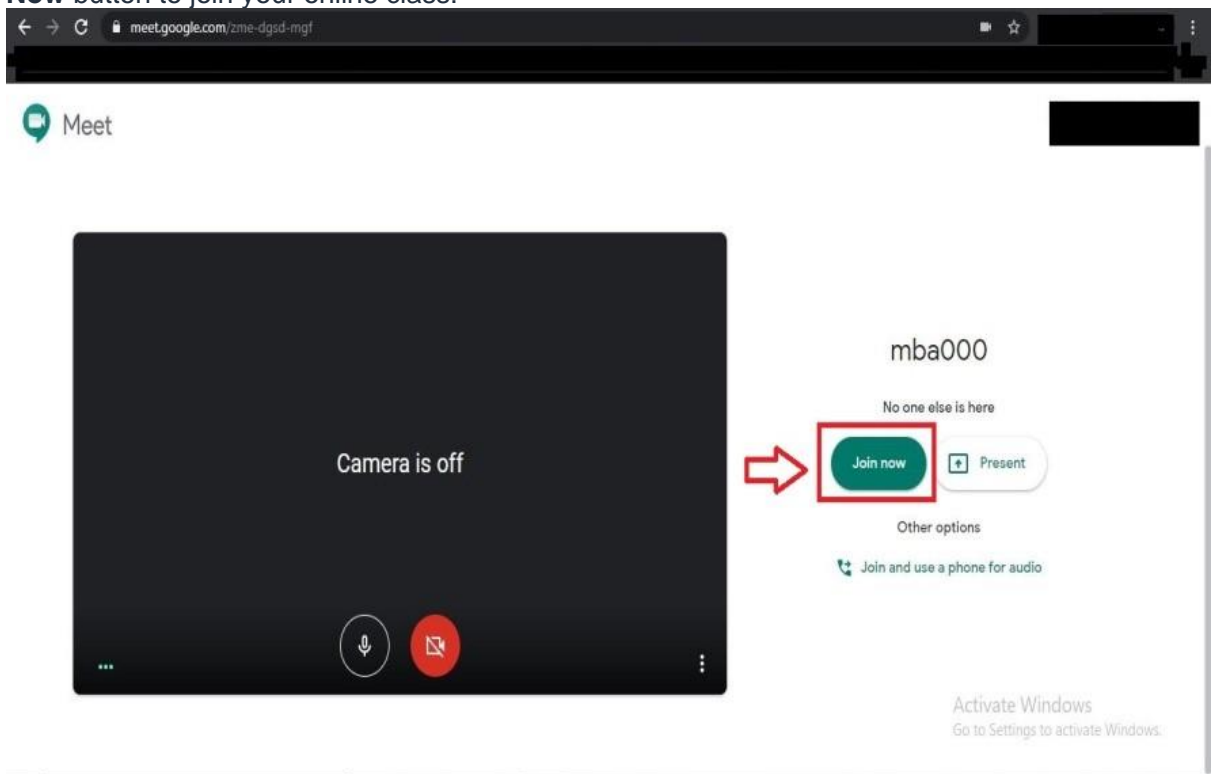 Now button to join your online class.
meet.google.com/zme-dgsd-mgf
Meet
mba000
No one else is here
Camera is off
Join now
Present
Other options
Join and use a phone for audio
Activate Windows
Go to Settings to activate Windows.